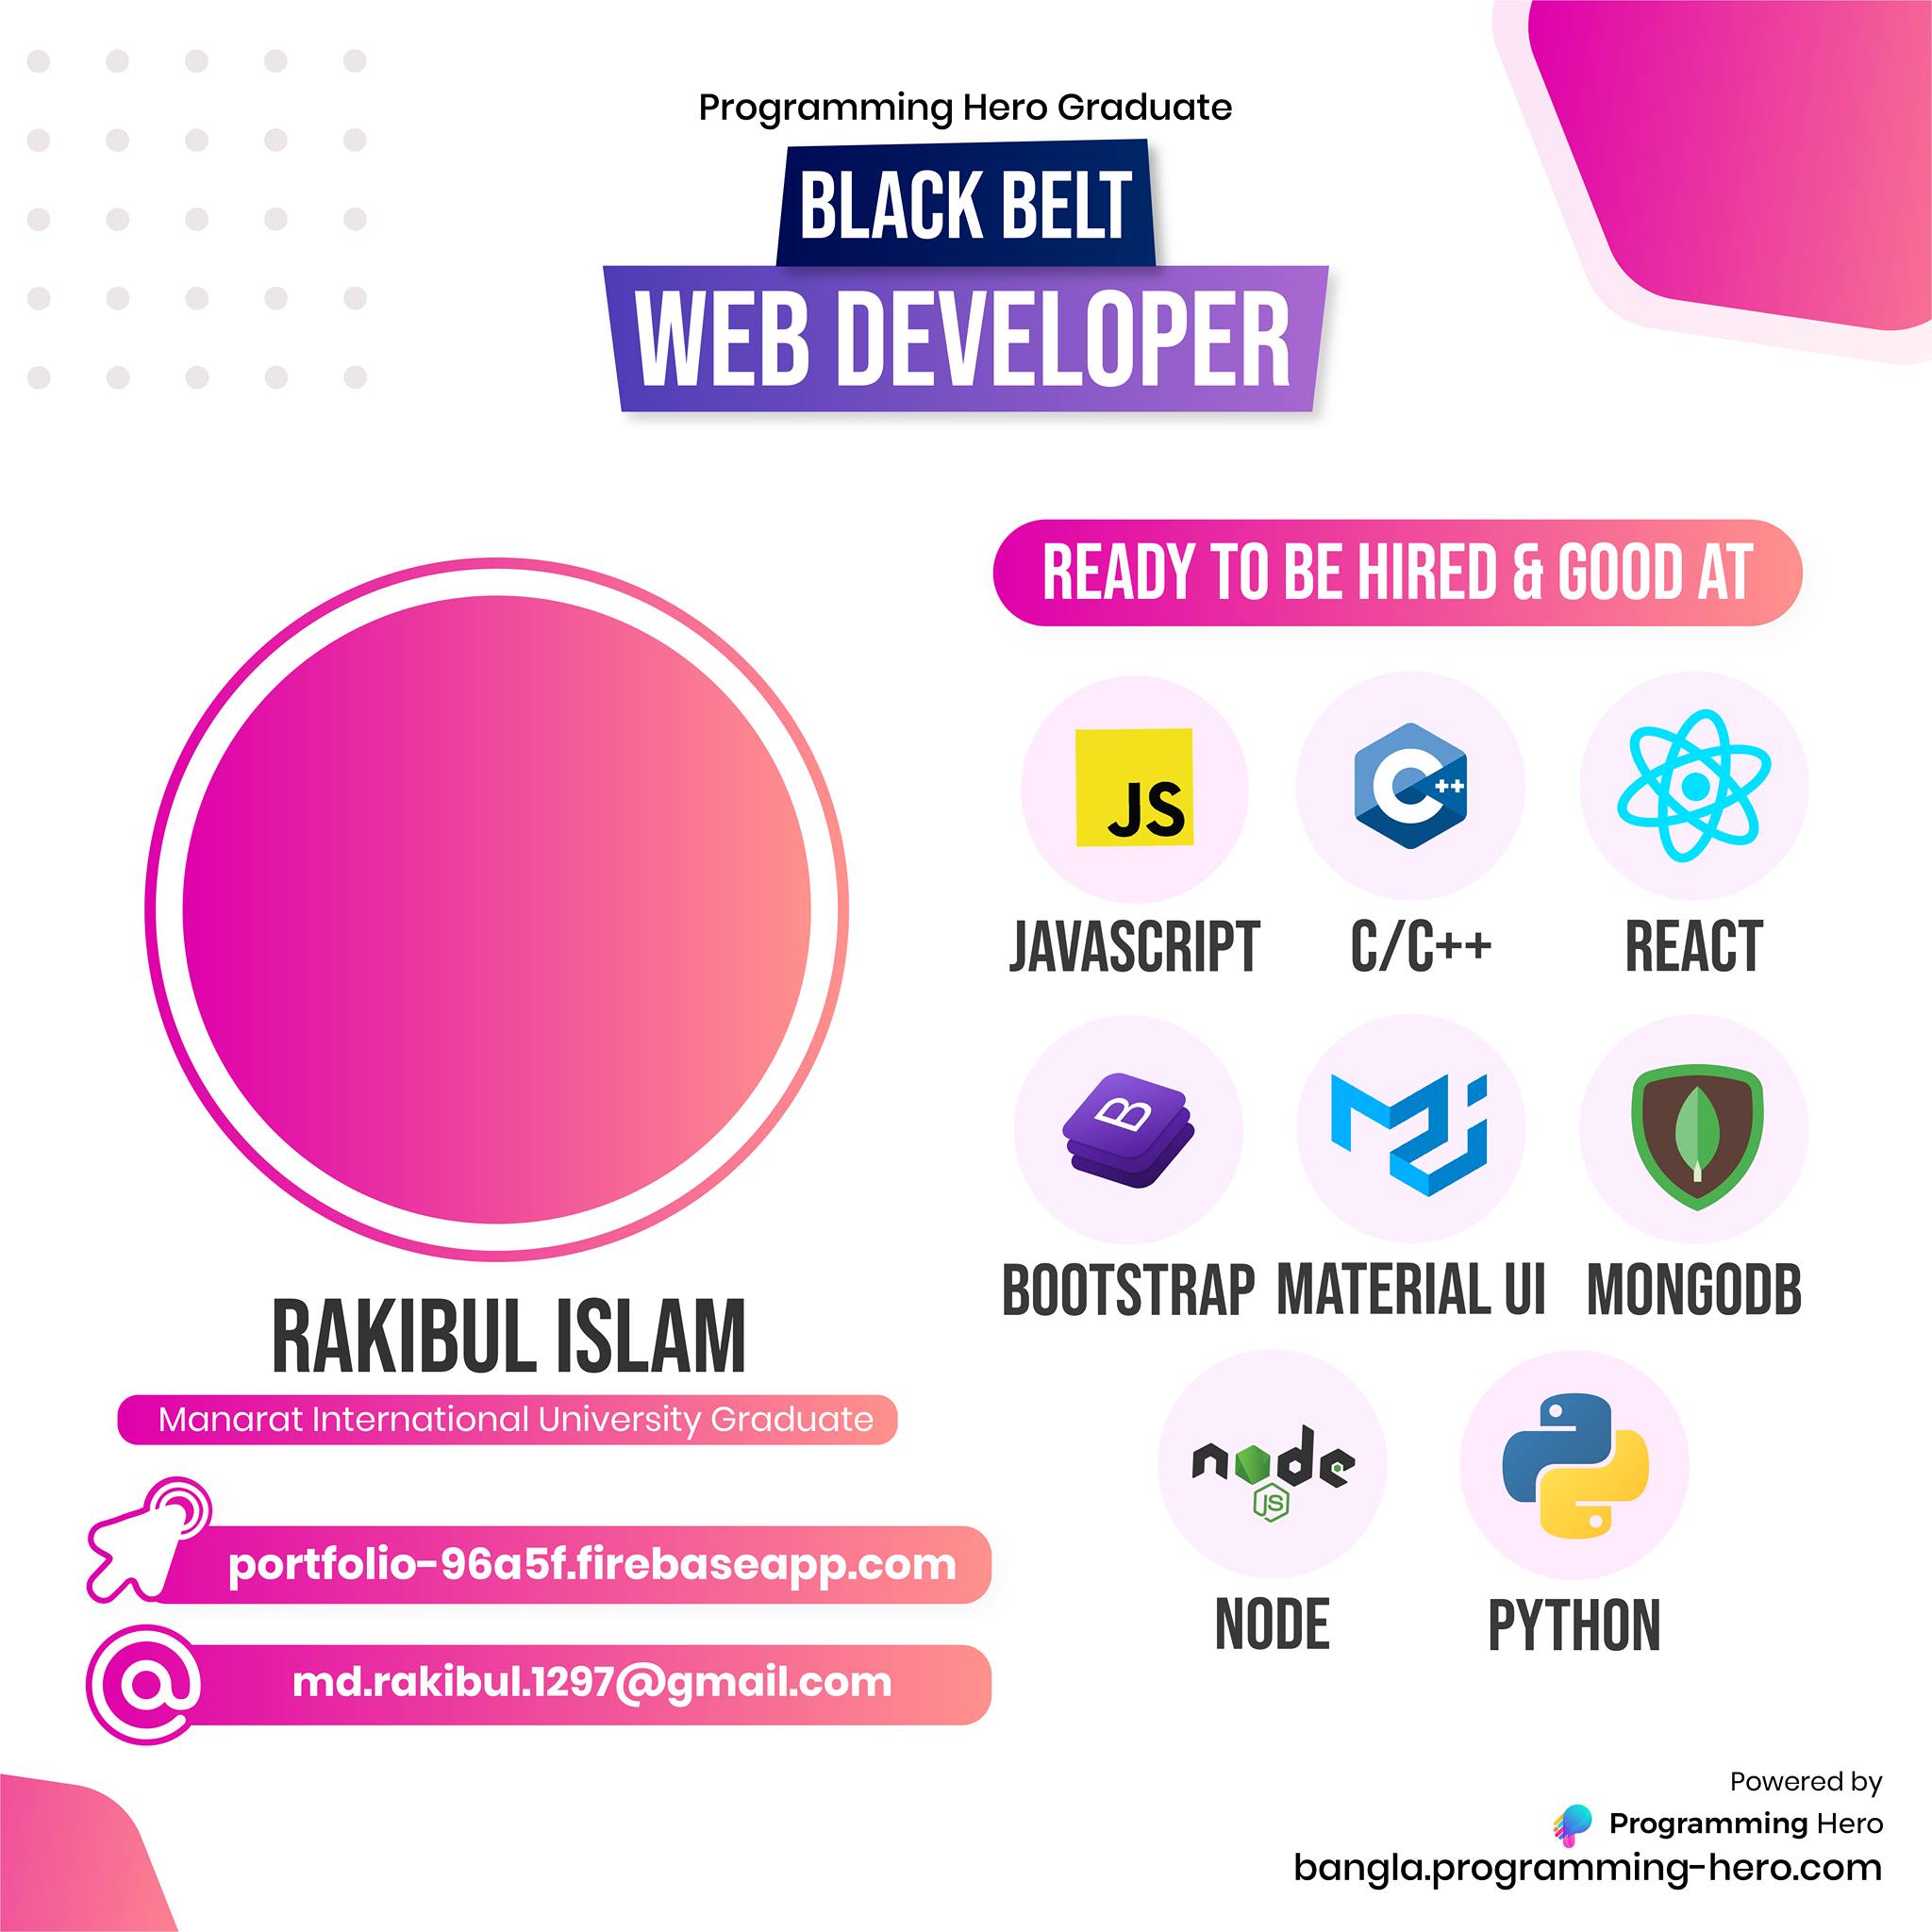 Programming Hero Graduate
BLACK BELT
WEB DEVELOPER
READY TO BE HIRED & GOOD AT
JS
C++
JAVASCRIPT
C/C++
REACT
B
BOOTSTRAP
MATERIAL UI
MONGODB
node
JS
NODE
PYTHON
RAKIBUL ISLAM
Manarat International University Graduate
portfolio-96a5f.firebaseapp.com
@
md.rakibul.1297@gmail.com
Powered by
Programming Hero
bangla.programming-hero.com